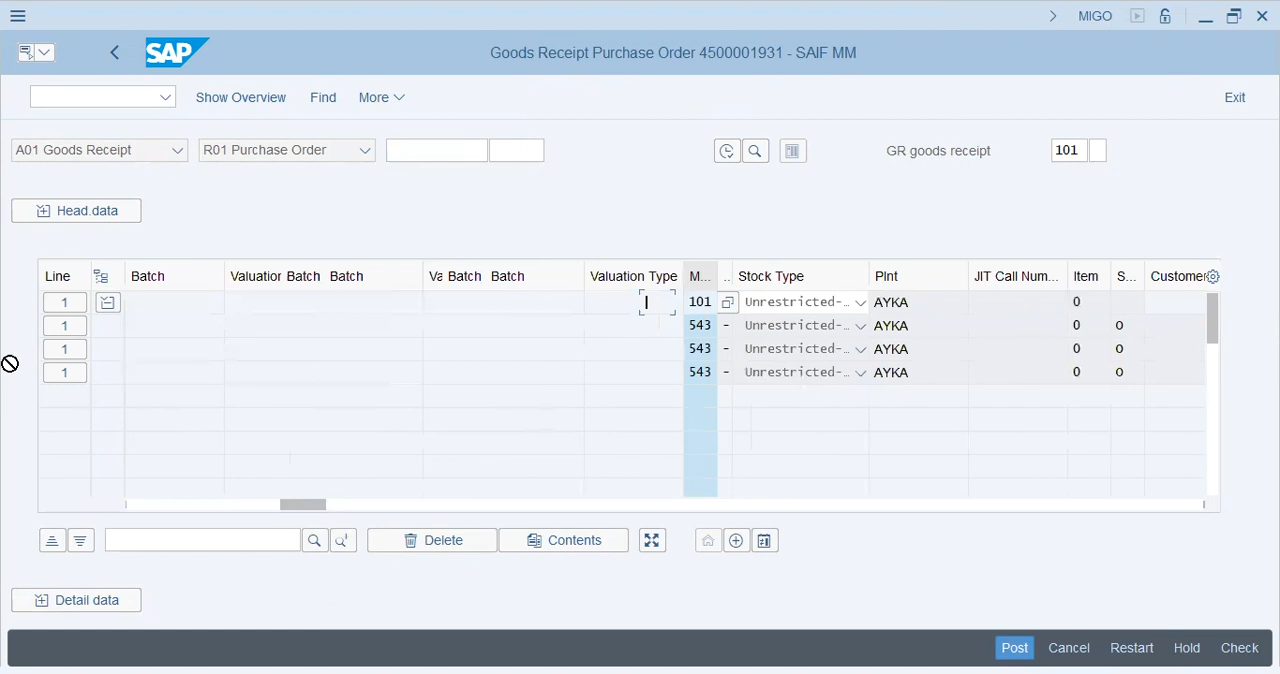 MIGO
SAP
Goods Receipt Purchase Order 4500001931 - SAIF MM
Show Overview Find More Exit
A01 Goods Receipt R01 Purchase Order GR goods receipt 101
Head.data
Line Batch Valuation Batch Batch Va Batch Batch Valuation Type M... .. Stock Type Plnt JIT Call Num... Item S... Customer
1 101 Unrestricted-... AYKA 0
1 543 - Unrestricted-... AYKA 0 O
1 543 - Unrestricted-... AYKA 0 O
1 543 - Unrestricted-... AYKA 0 O
Delete Contents
Detail data
Post Cancel Restart Hold Check